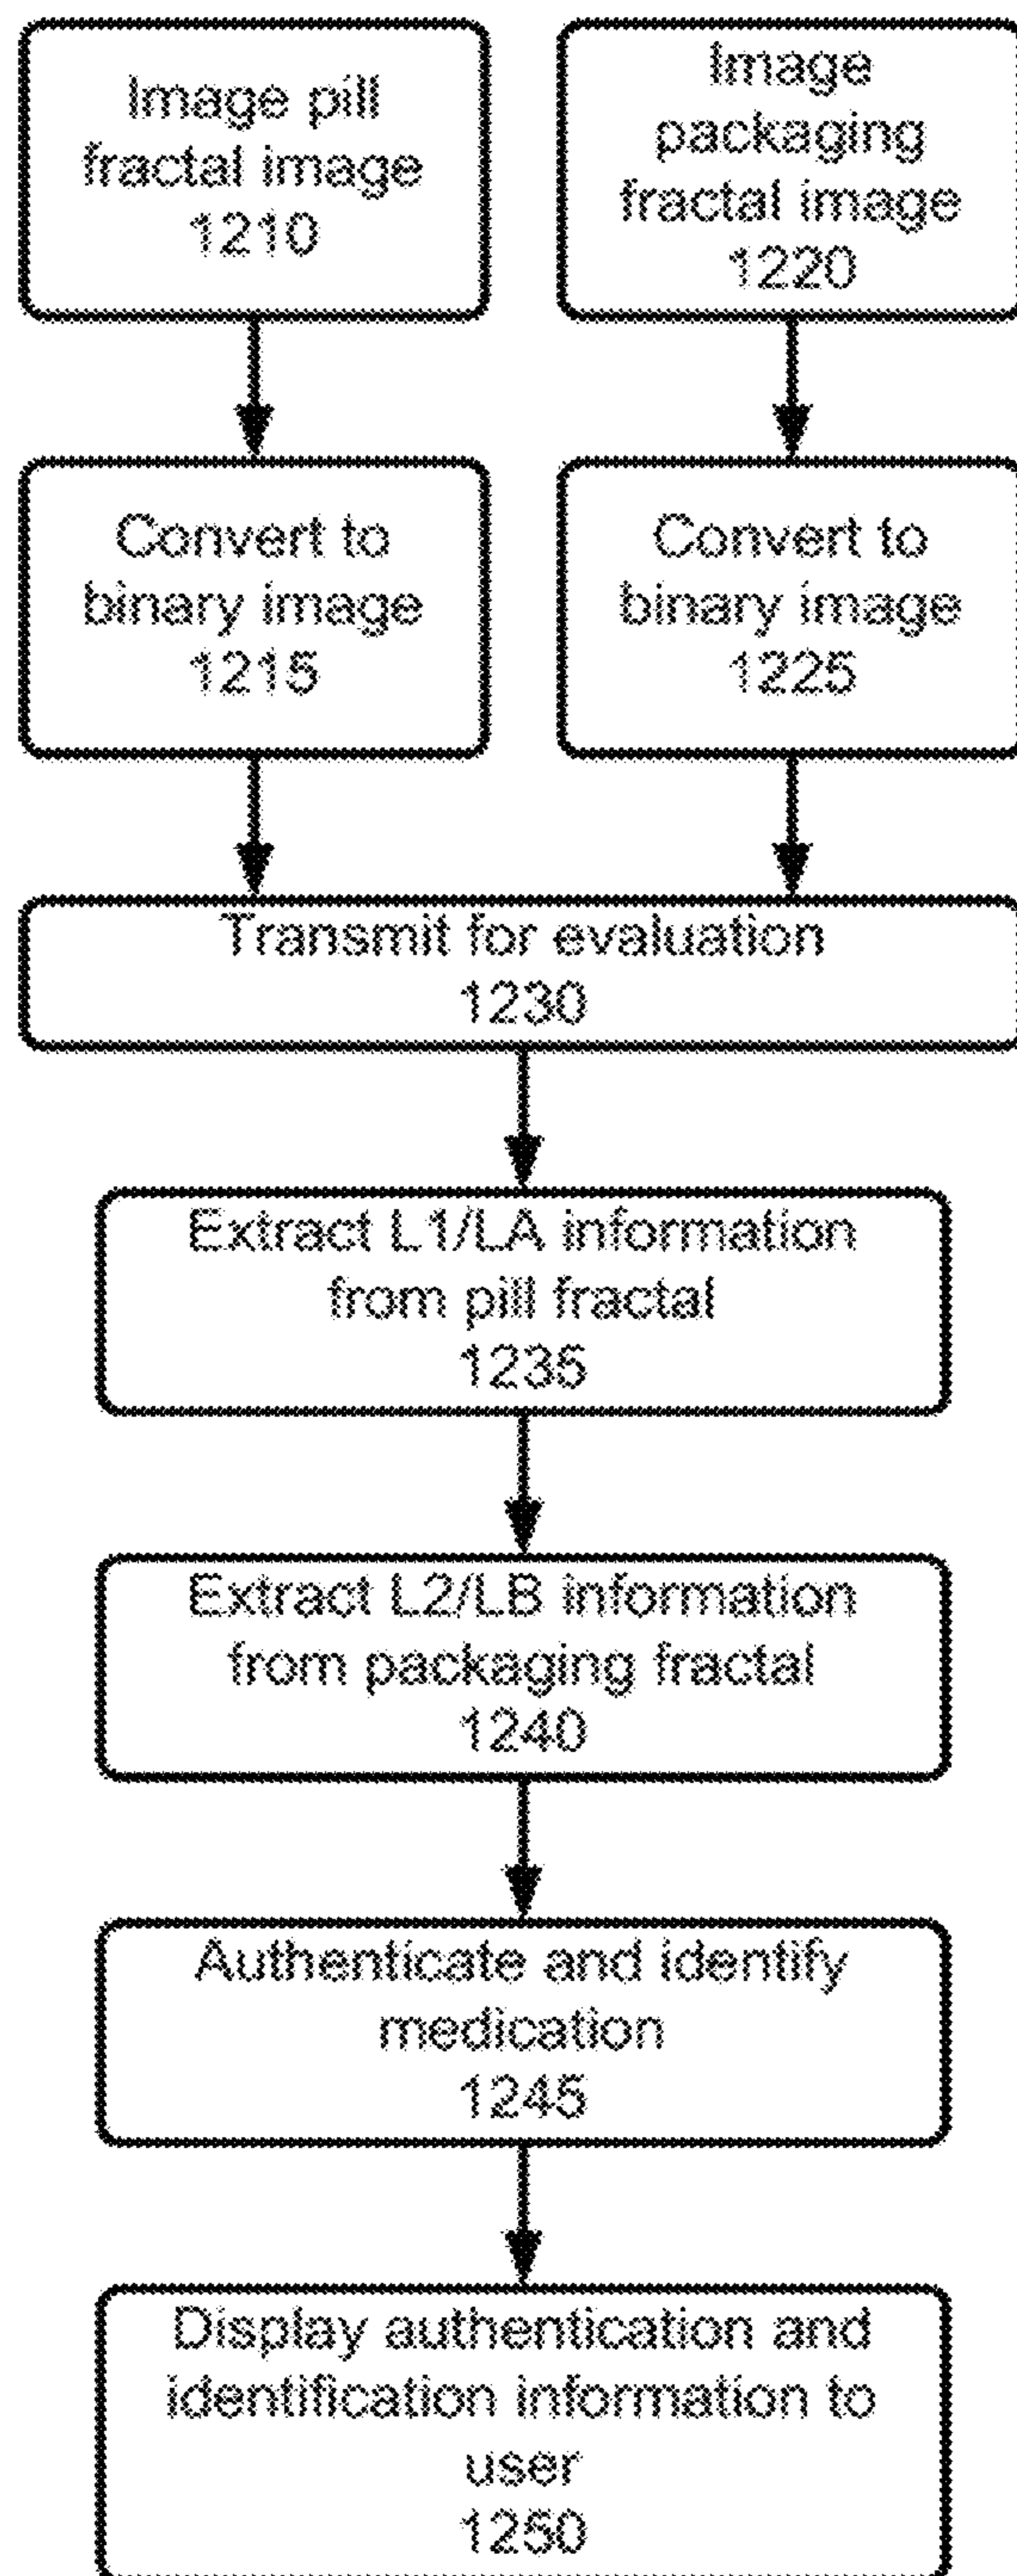 Image pill
fractal image
1210
Image
packaging
fractal image
1220
Convert to
binary image
1215
Convert to
binary image
1225
Transmit for evaluation
1230
Extract L1/LA information
from pill fractal
1235
Extract L2/LB information
from packaging fractal
1240
Authenticate and identify
medication
1245
Display authentication and
identification information to
user
1250